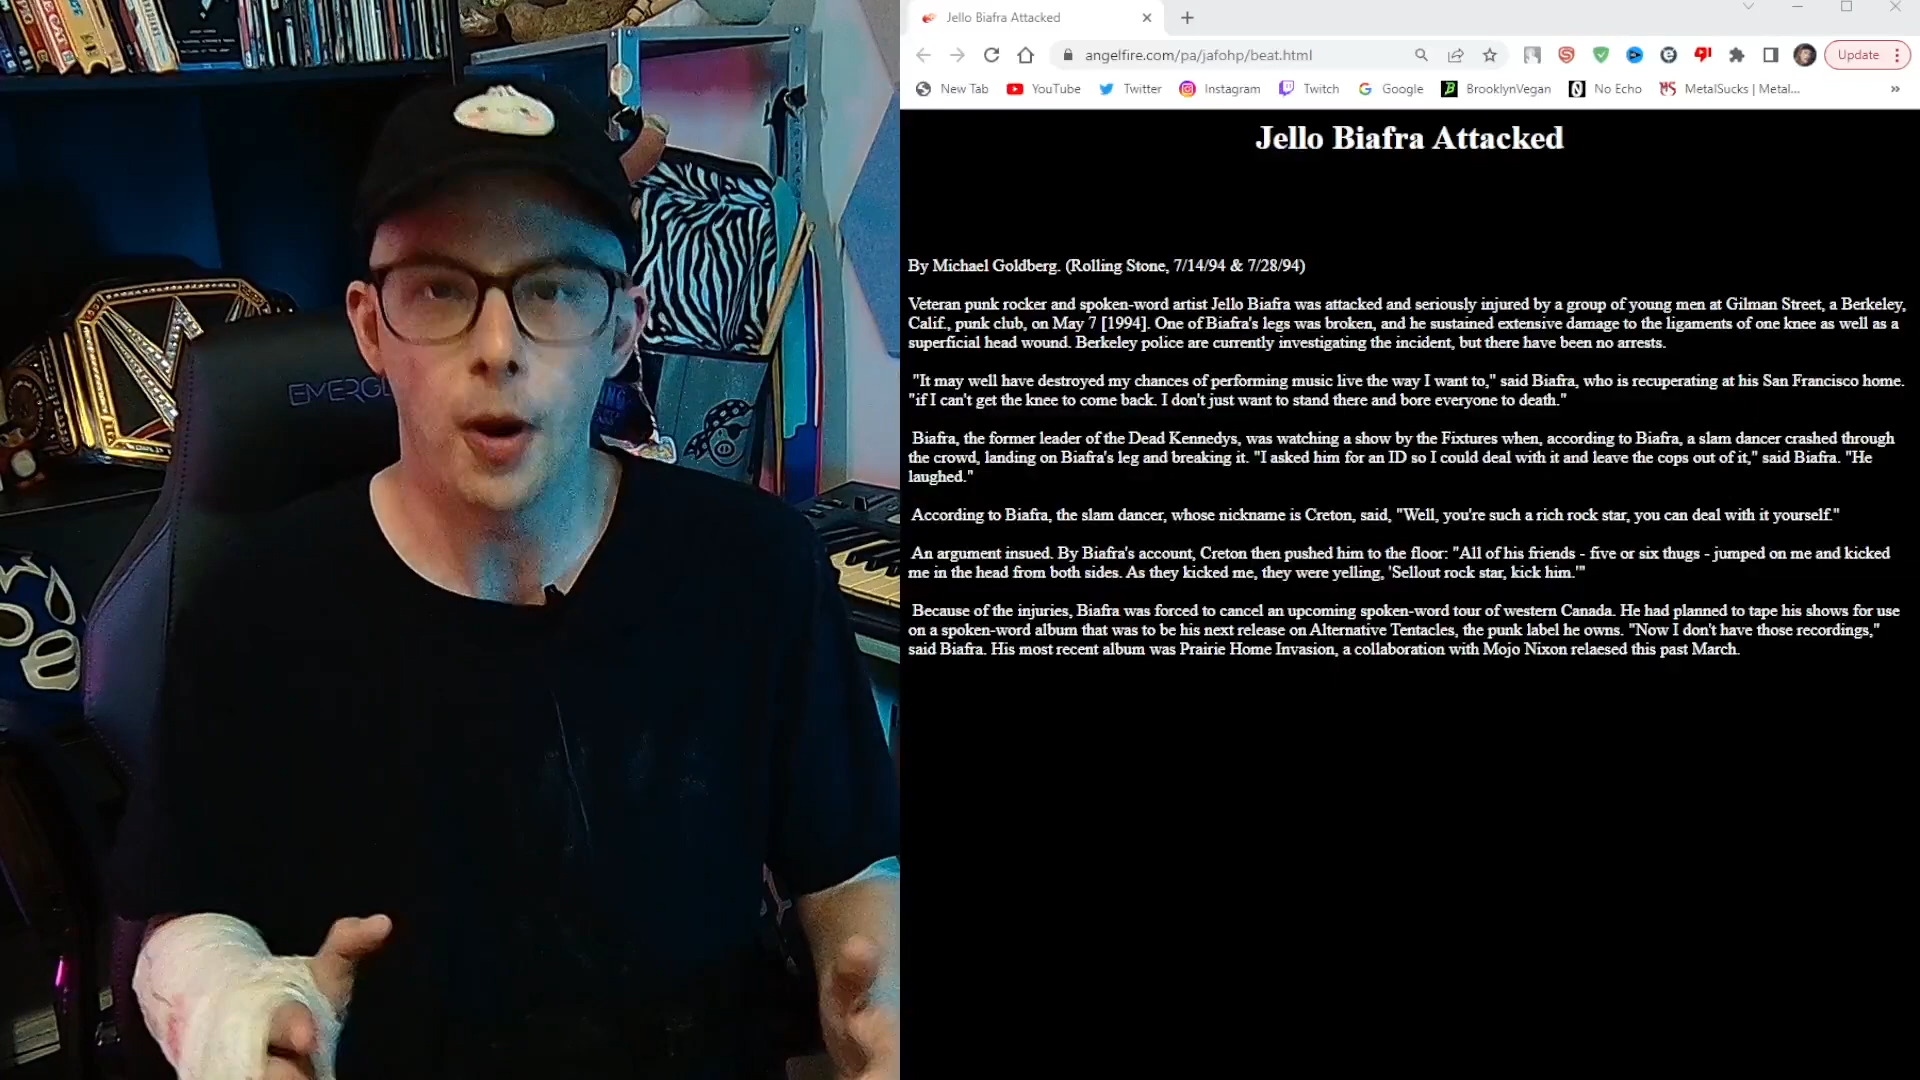 EMERGE
Jello Biafra Attacked
angelfire.com/pa/jafohp/beat.html
Update
New Tab
YouTube
Twitter
Instagram
Twitch
Google
BrooklynVegan
No Echo
MetalSucks | Metal...
»
Jello Biafra Attacked
By Michael Goldberg. (Rolling Stone, 7/14/94 & 7/28/94)
Veteran punk rocker and spoken-word artist Jello Biafra was attacked and seriously injured by a group of young men at Gilman Street, a Berkeley,
Calif., punk club, on May 7 [1994]. One of Biafra's legs was broken, and he sustained extensive damage to the ligaments of one knee as well as a
superficial head wound. Berkeley police are currently investigating the incident, but there have been no arrests.
"It may well have destroyed my chances of performing music live the way I want to," said Biafra, who is recuperating at his San Francisco home.
"if I can't get the knee to come back. I don't just want to stand there and bore everyone to death."
Biafra, the former leader of the Dead Kennedys, was watching a show by the Fixtures when, according to Biafra, a slam dancer crashed through
the crowd, landing on Biafra's leg and breaking it. "I asked him for an ID so I could deal with it and leave the cops out of it," said Biafra. "He
laughed."
According to Biafra, the slam dancer, whose nickname is Creton, said, "Well, you're such a rich rock star, you can deal with it yourself."
An argument insued. By Biafra's account, Creton then pushed him to the floor: "All of his friends - five or six thugs - jumped on me and kicked
me in the head from both sides. As they kicked me, they were yelling, 'Sellout rock star, kick him.'"
Because of the injuries, Biafra was forced to cancel an upcoming spoken-word tour of western Canada. He had planned to tape his shows for use
on a spoken-word album that was to be his next release on Alternative Tentacles, the punk label he owns. "Now I don't have those recordings,"
said Biafra. His most recent album was Prairie Home Invasion, a collaboration with Mojo Nixon relaesed this past March.